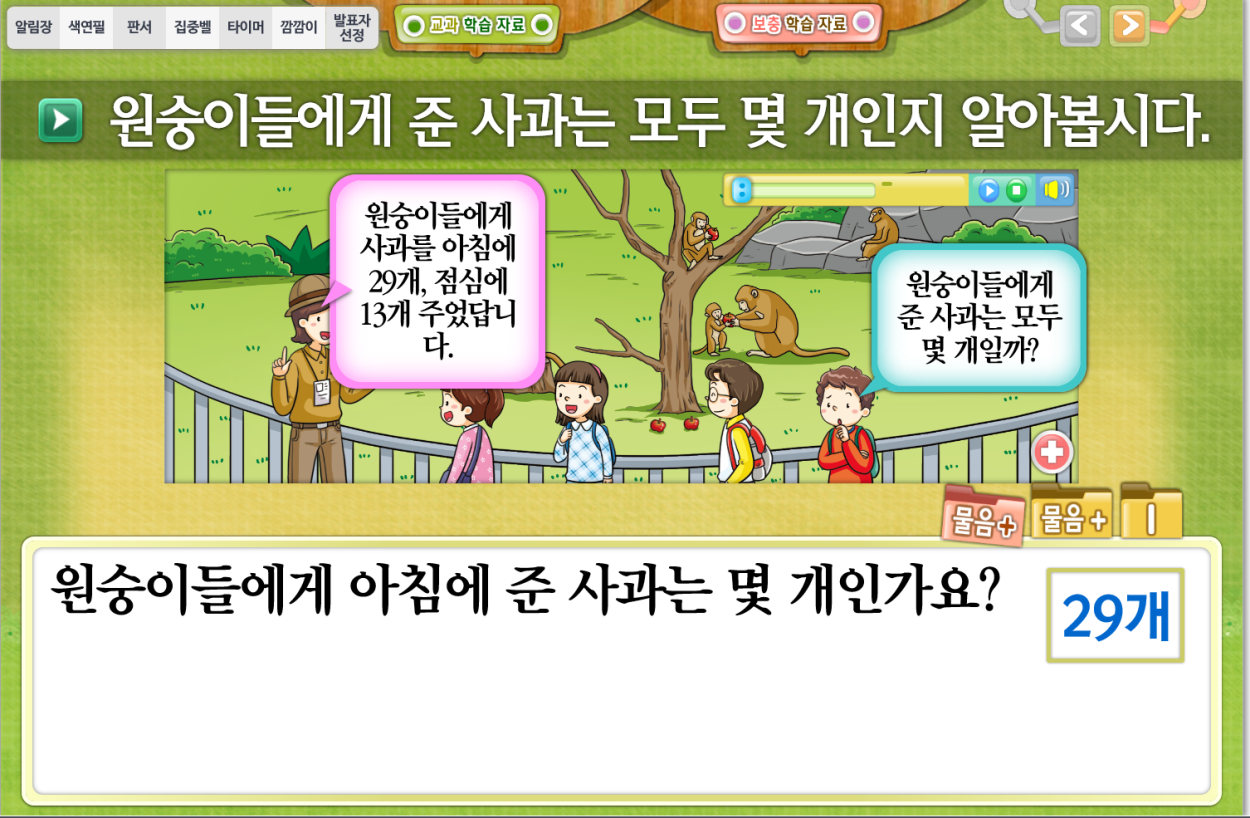 알림장 색연필 판서 집중벨 타이머 깜깜이 발표자 선정
교과 학습 자료
보충 학습 자료
원숭이들에게 준 사과는 모두 몇 개인지 알아봅시다.
원숭이들에게
사과를 아침에
29개, 점심에
13개 주었답니
다.
원숭이들에게
준 사과는 모두
몇 개일까?
물음+
물음+
원숭이들에게 아침에 준 사과는 몇 개인가요?
29개